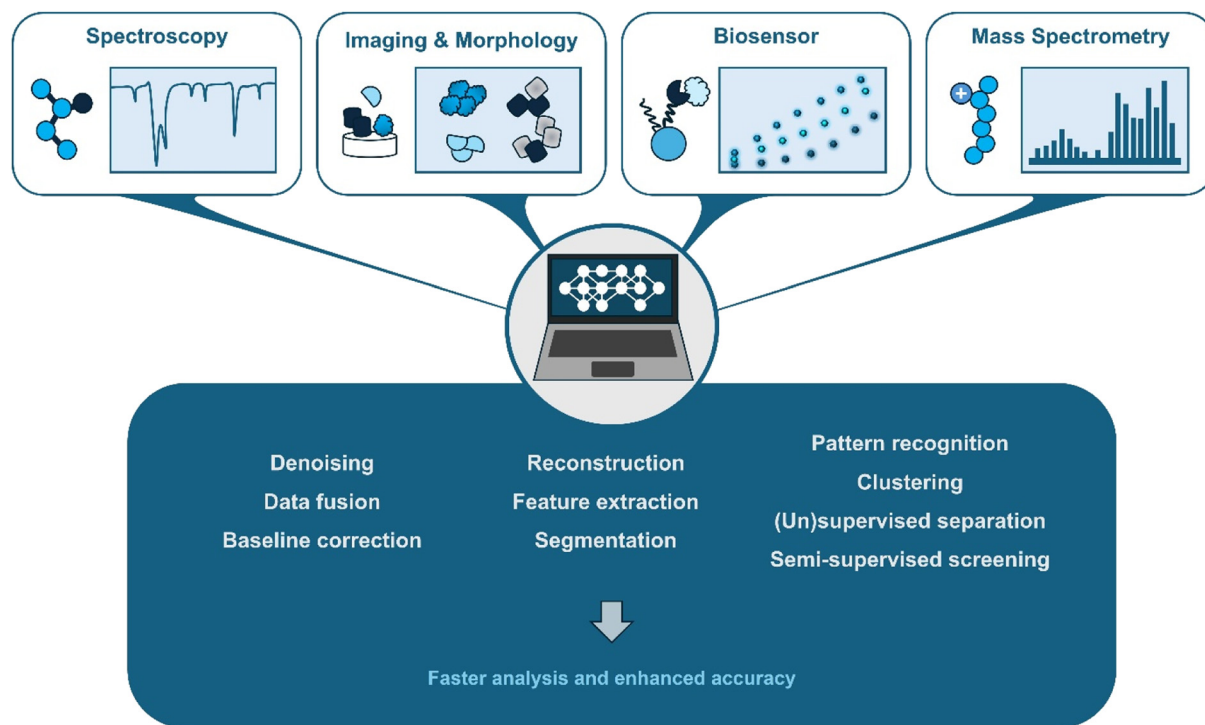 Spectroscopy
Imaging & Morphology
Biosensor
Mass Spectrometry
+
Denoising
Data fusion
Baseline correction
Reconstruction
Feature extraction
Segmentation
Pattern recognition
Clustering
(Un)supervised separation
Semi-supervised screening
Faster analysis and enhanced accuracy